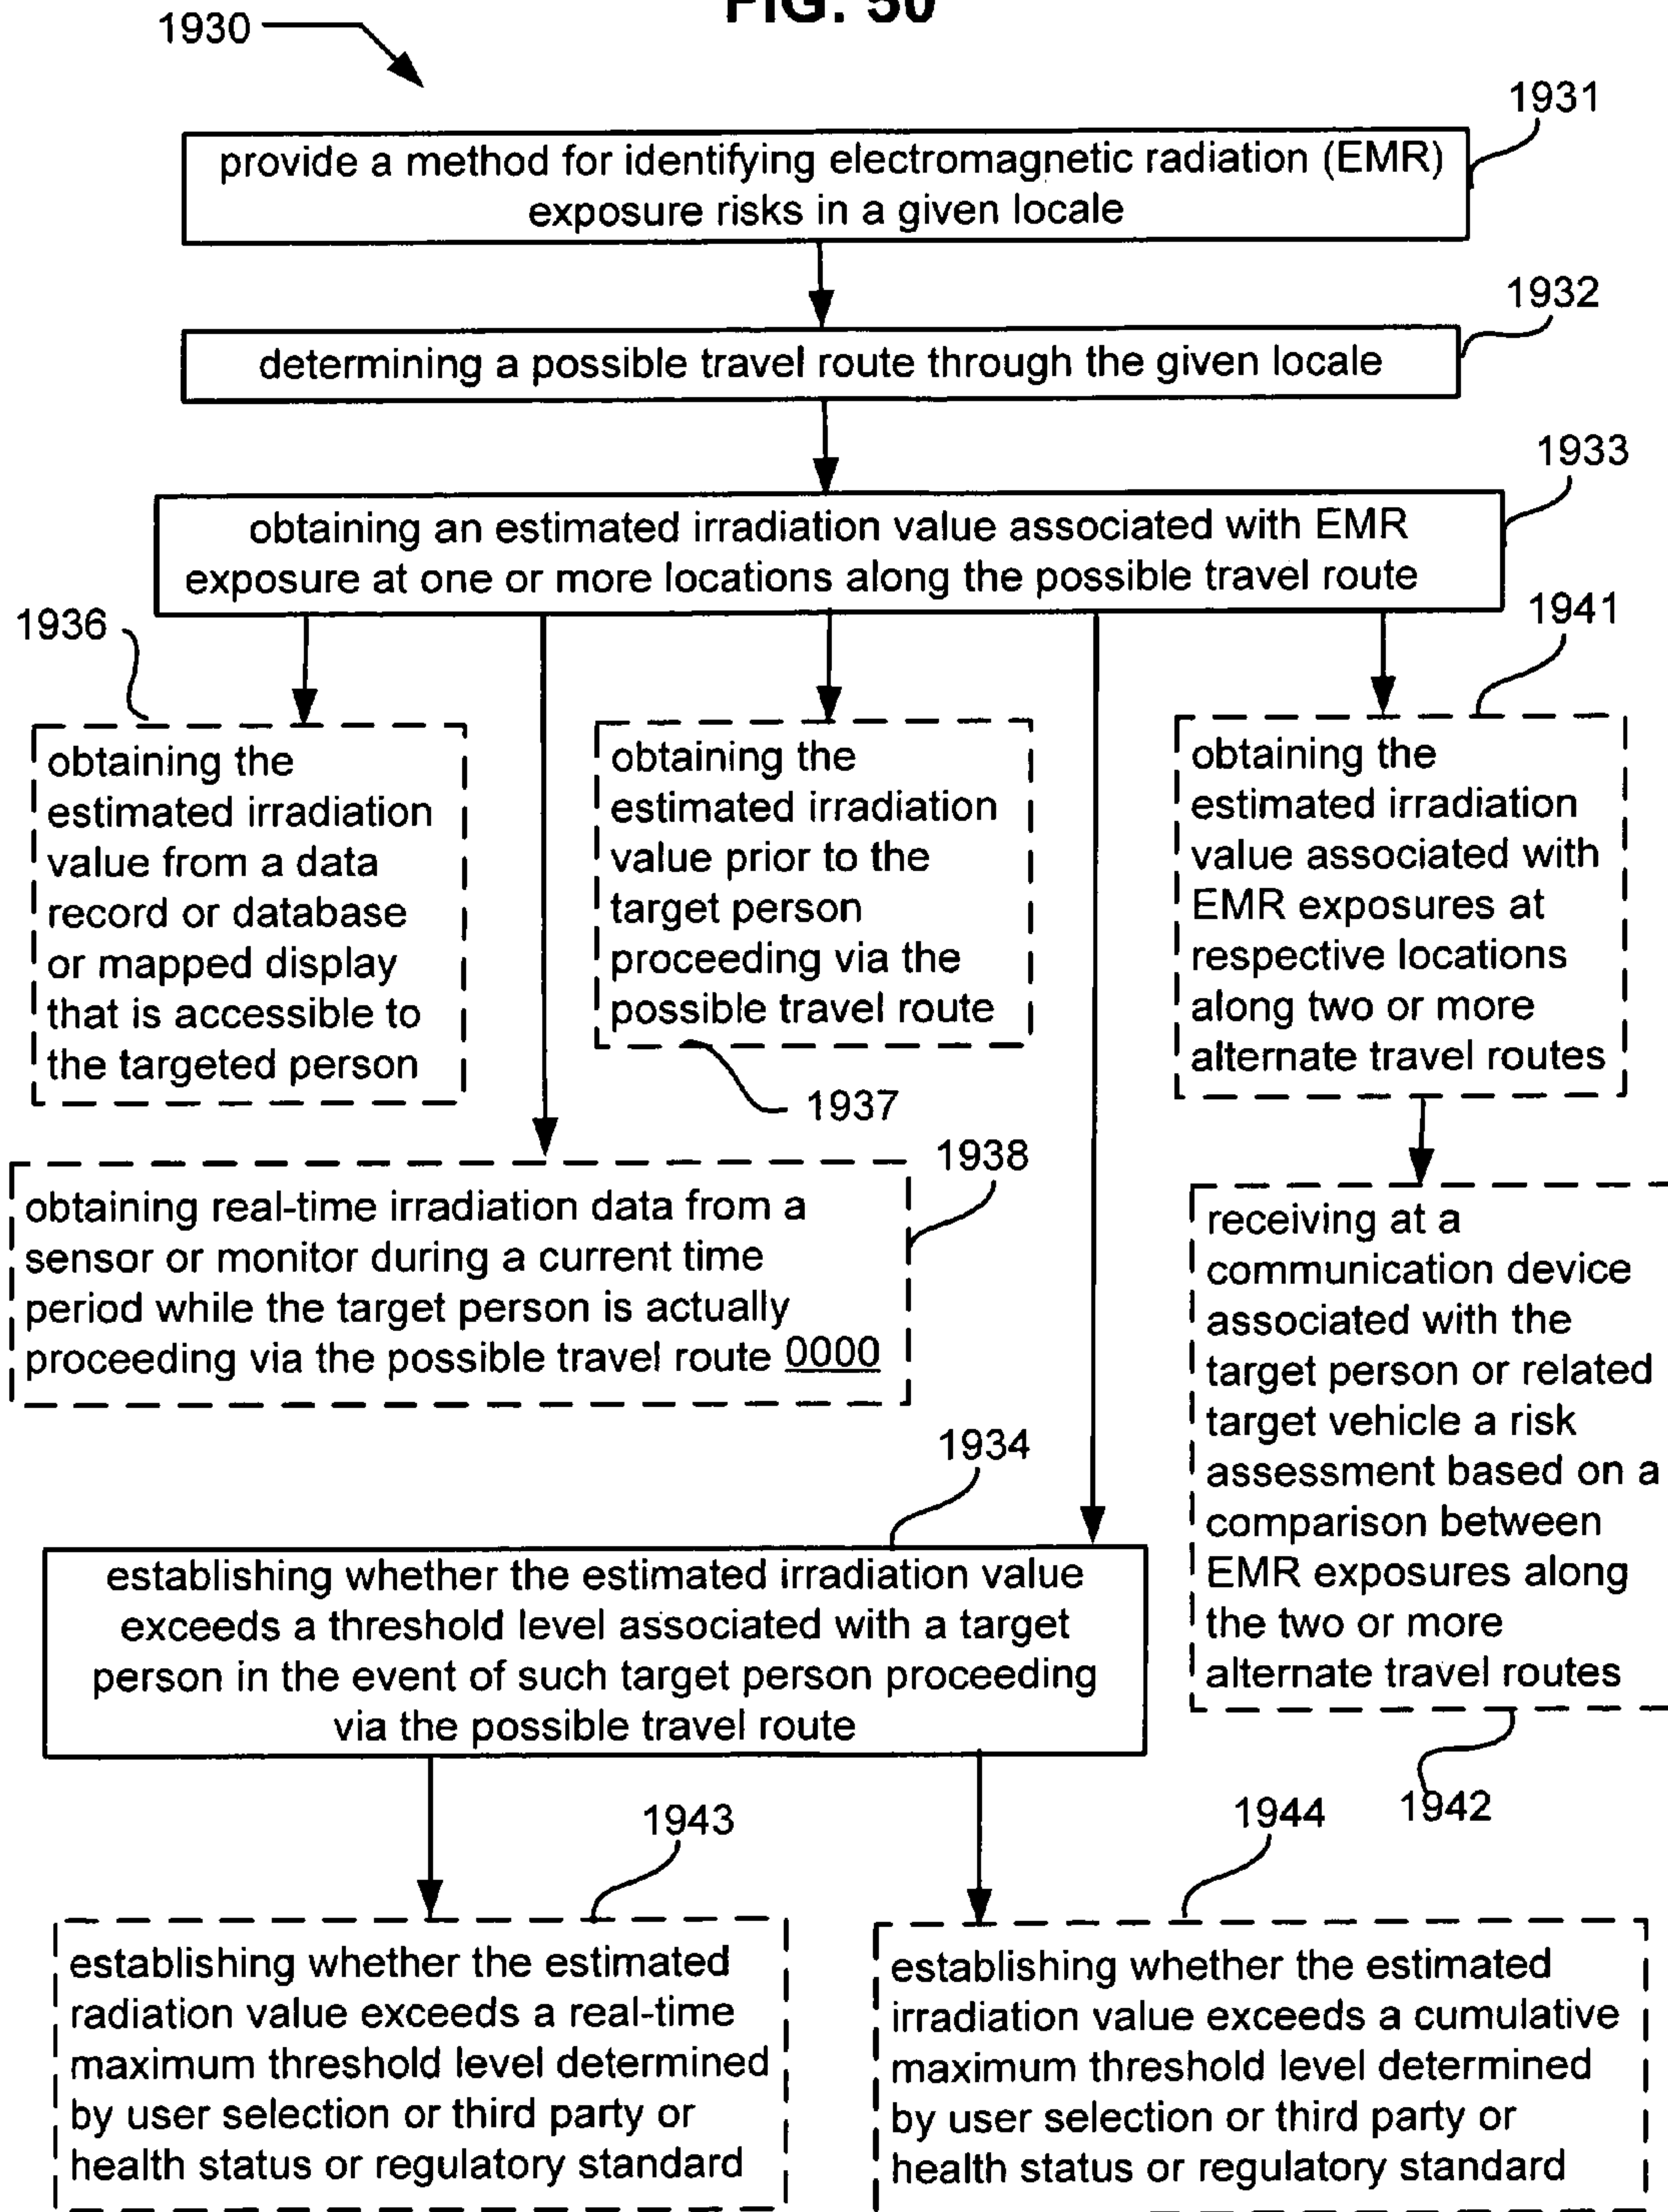 FIG. 50
1930
1931
provide a method for identifying electromagnetic radiation (EMR)
exposure risks in a given locale
1932
determining a possible travel route through the given locale
1933
obtaining an estimated irradiation value associated with EMR
exposure at one or more locations along the possible travel route
1936
obtaining the
estimated irradiation
value from a data
record or database
or mapped display
that is accessible to
the targeted person
obtaining the
estimated irradiation
value prior to the
target person
proceeding via the
possible travel route
1937
1941
obtaining the
estimated irradiation
value associated with
EMR exposures at
respective locations
along two or more
alternate travel routes
1938
obtaining real-time irradiation data from a
sensor or monitor during a current time
period while the target person is actually
proceeding via the possible travel route 0000
receiving at a
communication device
associated with the
target person or related
target vehicle a risk
assessment based on a
comparison between
EMR exposures along
the two or more
alternate travel routes
1942
1934
establishing whether the estimated irradiation value
exceeds a threshold level associated with a target
person in the event of such target person proceeding
via the possible travel route
1943
establishing whether the estimated
radiation value exceeds a real-time
maximum threshold level determined
by user selection or third party or
health status or regulatory standard
1944
establishing whether the estimated
irradiation value exceeds a cumulative
maximum threshold level determined
by user selection or third party or
health status or regulatory standard